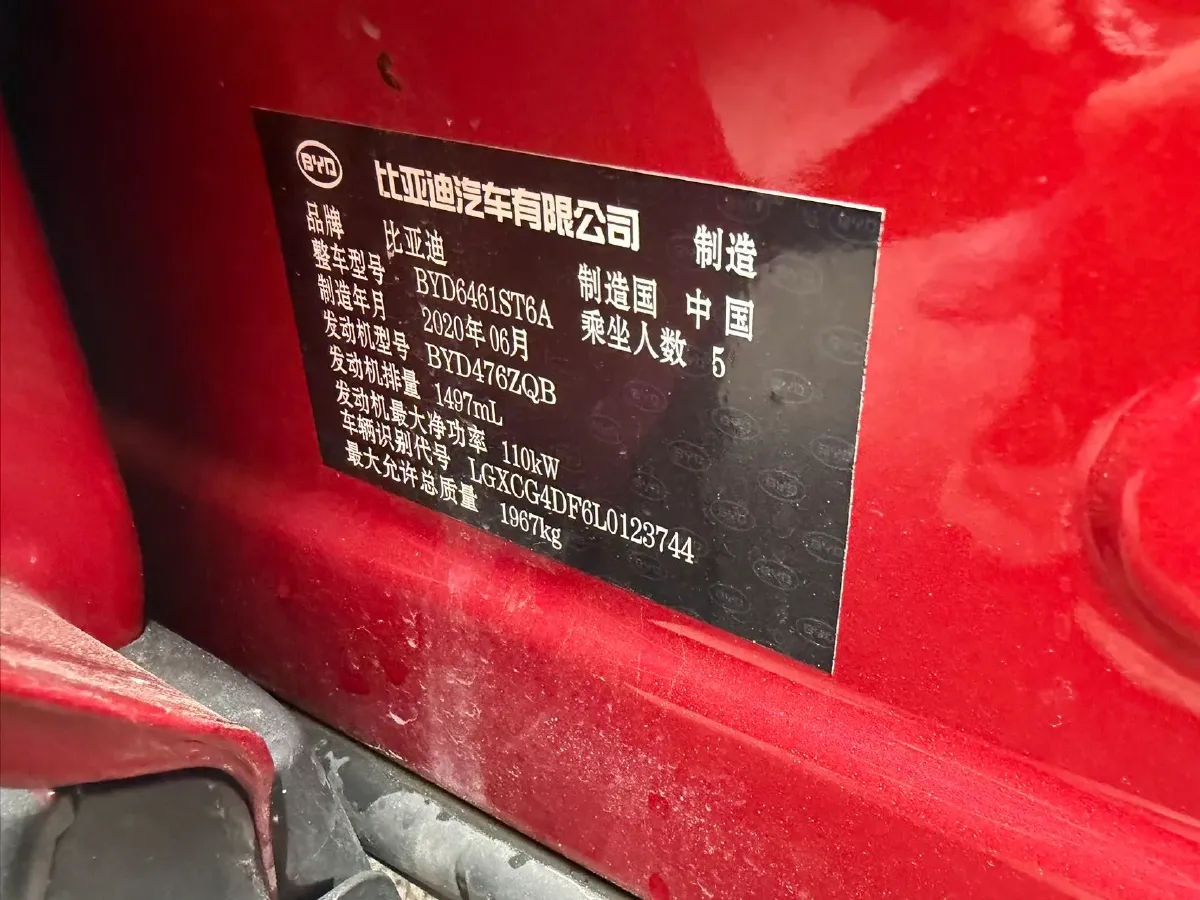 BYD 比亚迪汽车有限公司 制造
品牌 比亚迪 制造国 中国
整车型号 BYD6461ST6A 乘坐人数 5
制造年月 2020年06月
发动机型号 BYD476ZQB
发动机排量 1497mL
发动机最大净功率 110kW
车辆识别代号 LGXCG4DF6L0123744
最大允许总质量 1967kg